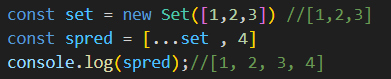 const set = new Set([1,2,3]) //[1,2,3]
const spred = [...set , 4]
console.log(spred);//[1, 2, 3, 4]